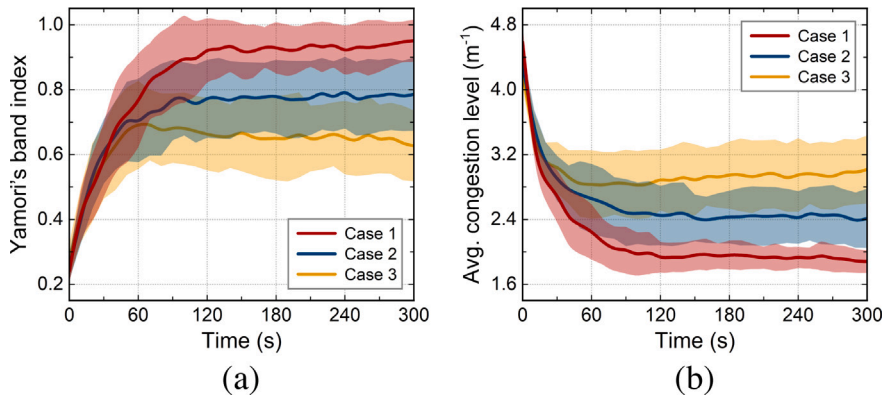 Yamori's band index
1.0
0.8
0.6
0.4
0.2
0 60 120 180 240 300
Time (s)
Case 1
Case 2
Case 3
(a)
Avg. congestion level (m⁻¹)
4.8
4.0
3.2
2.4
1.6
0 60 120 180 240 300
Time (s)
Case 1
Case 2
Case 3
(b)